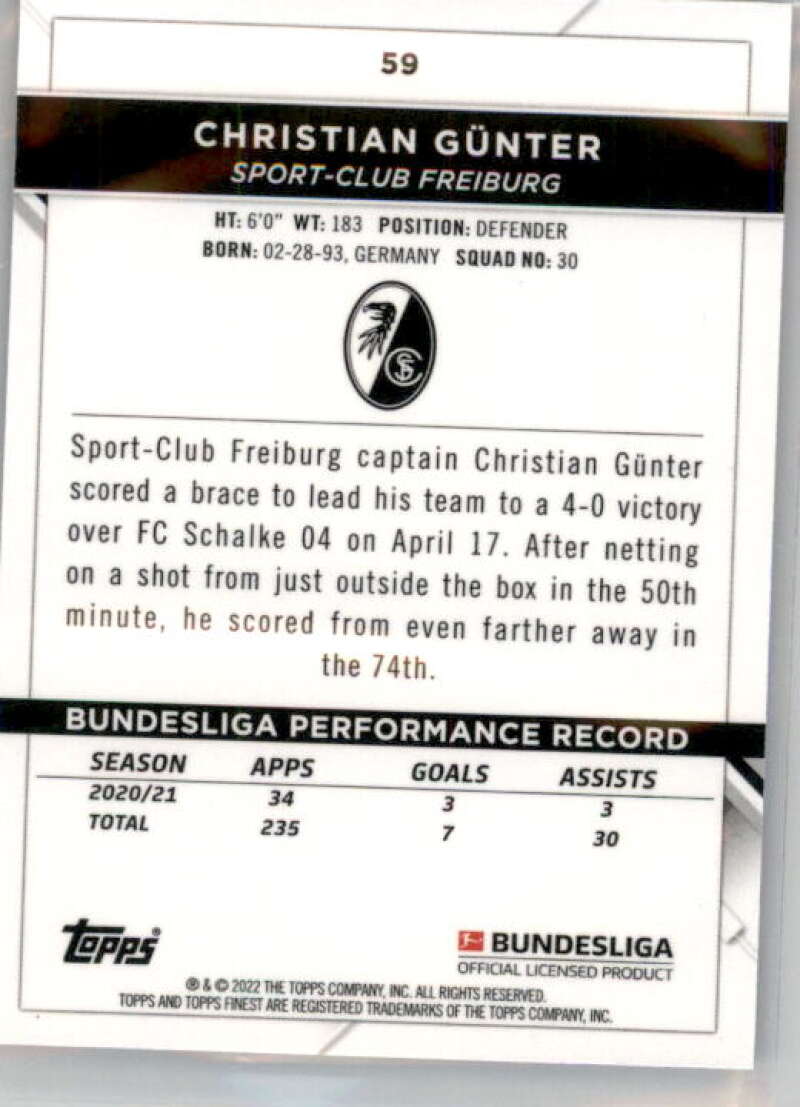 59
CHRISTIAN GÜNTER
SPORT-CLUB FREIBURG
HT: 6'0" WT: 183 POSITION: DEFENDER
BORN: 02-28-93, GERMANY SQUAD NO: 30
SC
Sport-Club Freiburg captain Christian Günter
scored a brace to lead his team to a 4-0 victory
over FC Schalke 04 on April 17. After netting
on a shot from just outside the box in the 50th
minute, he scored from even farther away in
the 74th.
BUNDESLIGA PERFORMANCE RECORD
SEASON APPS GOALS ASSISTS
2020/21 34 3 3
TOTAL 235 7 30
Topps®
BUNDESLIGA
OFFICIAL LICENSED PRODUCT
® & © 2022 THE TOPPS COMPANY, INC. ALL RIGHTS RESERVED.
TOPPS AND TOPPS FINEST ARE REGISTERED TRADEMARKS OF THE TOPPS COMPANY, INC.